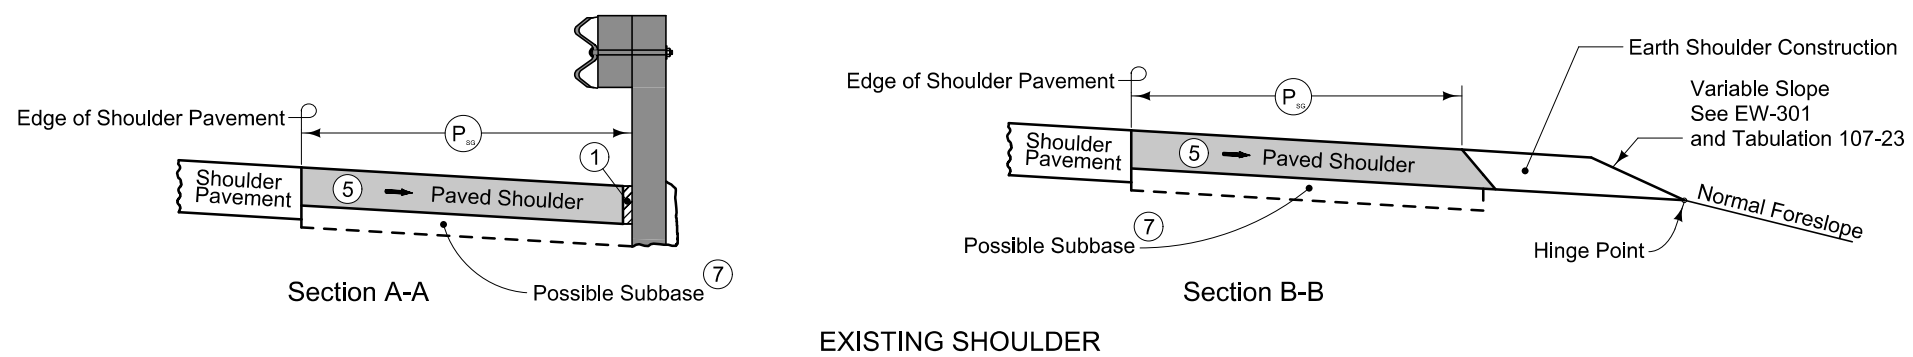 Edge of Shoulder Pavement
P SG
1
Shoulder
Pavement
5
Paved Shoulder
Possible Subbase
7
Section A-A
Edge of Shoulder Pavement
P SG
Earth Shoulder Construction
Variable Slope
See EW-301
and Tabulation 107-23
Shoulder
Pavement
5
Paved Shoulder
Possible Subbase
7
Normal Foreslope
Hinge Point
Section B-B
EXISTING SHOULDER